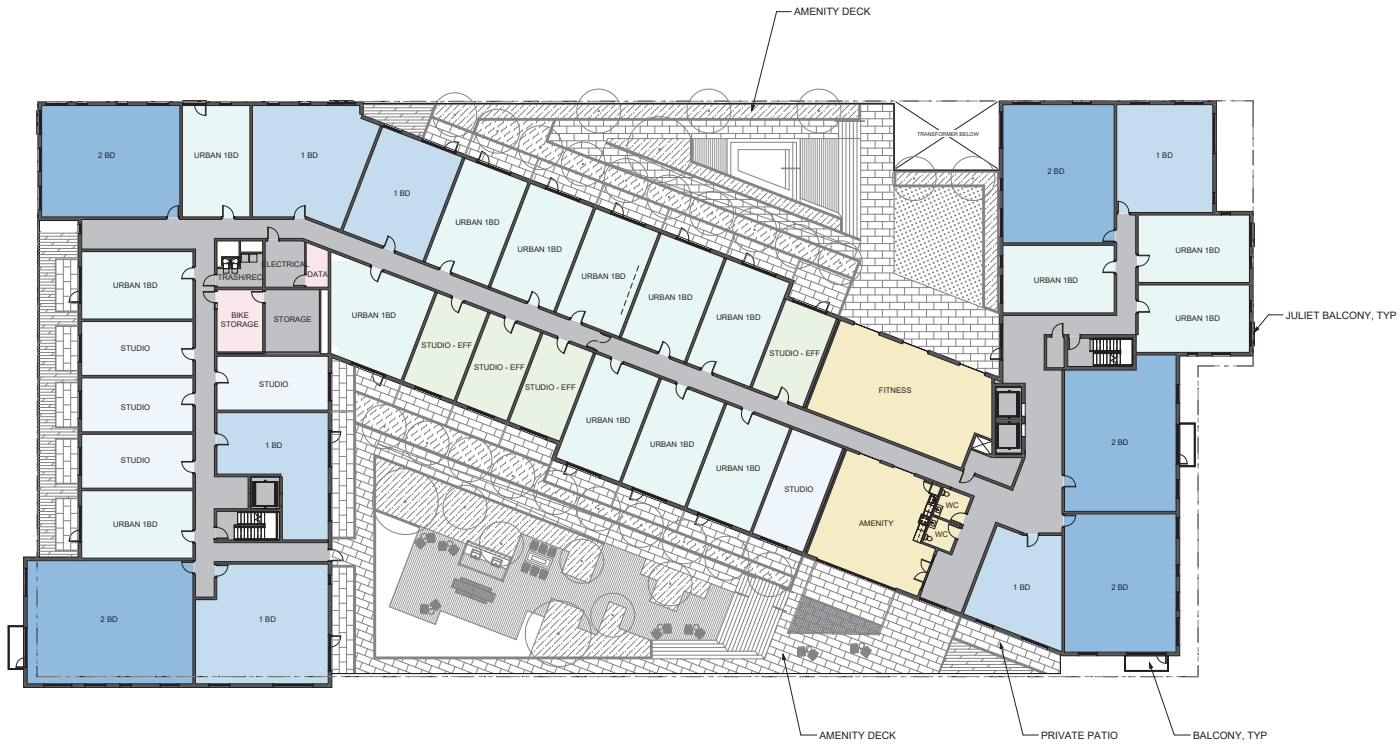 AMENITY DECK
TRANSFORMER BELOW
2 BD
URBAN 1BD
1 BD
1 BD
2 BD
1 BD
URBAN 1BD
URBAN 1BD
URBAN 1BD
URBAN 1BD
URBAN 1BD
URBAN 1BD
URBAN 1BD
URBAN 1BD
JULIET BALCONY, TYP
TRASH/REC
ELECTRICAL
DATA
BIKE
STORAGE
STORAGE
URBAN 1BD
STUDIO
STUDIO
STUDIO
URBAN 1BD
STUDIO
1 BD
URBAN 1BD
STUDIO - EFF
STUDIO - EFF
STUDIO - EFF
STUDIO - EFF
FITNESS
URBAN 1BD
URBAN 1BD
URBAN 1BD
STUDIO
AMENITY
WC
WC
2 BD
1 BD
2 BD
2 BD
1 BD
AMENITY DECK
PRIVATE PATIO
BALCONY, TYP